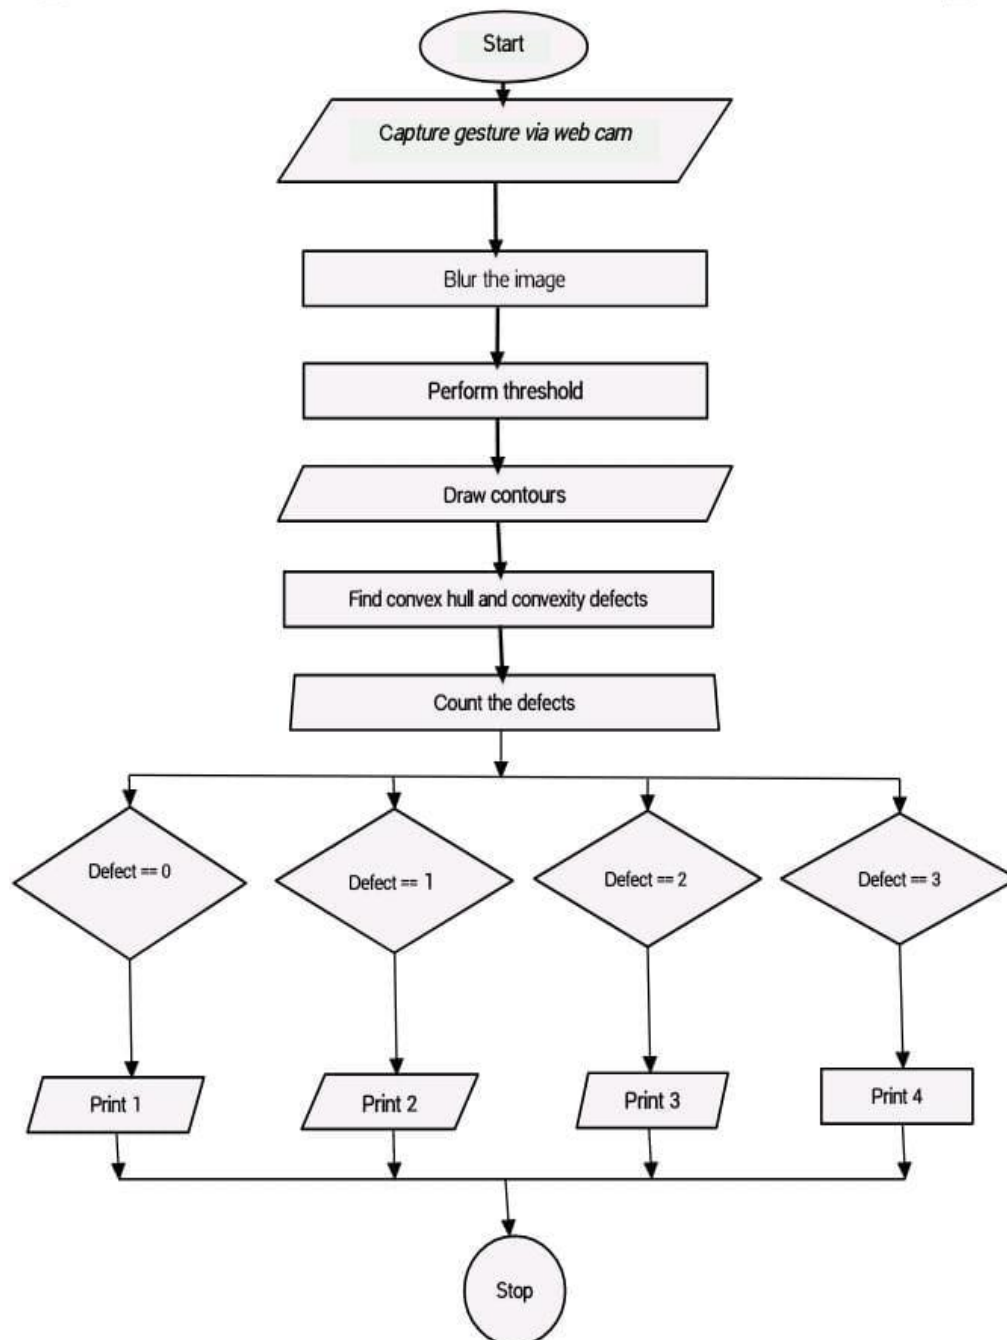 Start
Capture gesture via web cam
Blur the image
Perform threshold
Draw contours
Find convex hull and convexity defects
Count the defects
Defect == 0
Defect == 1
Defect == 2
Defect == 3
Print 1
Print 2
Print 3
Print 4
Stop